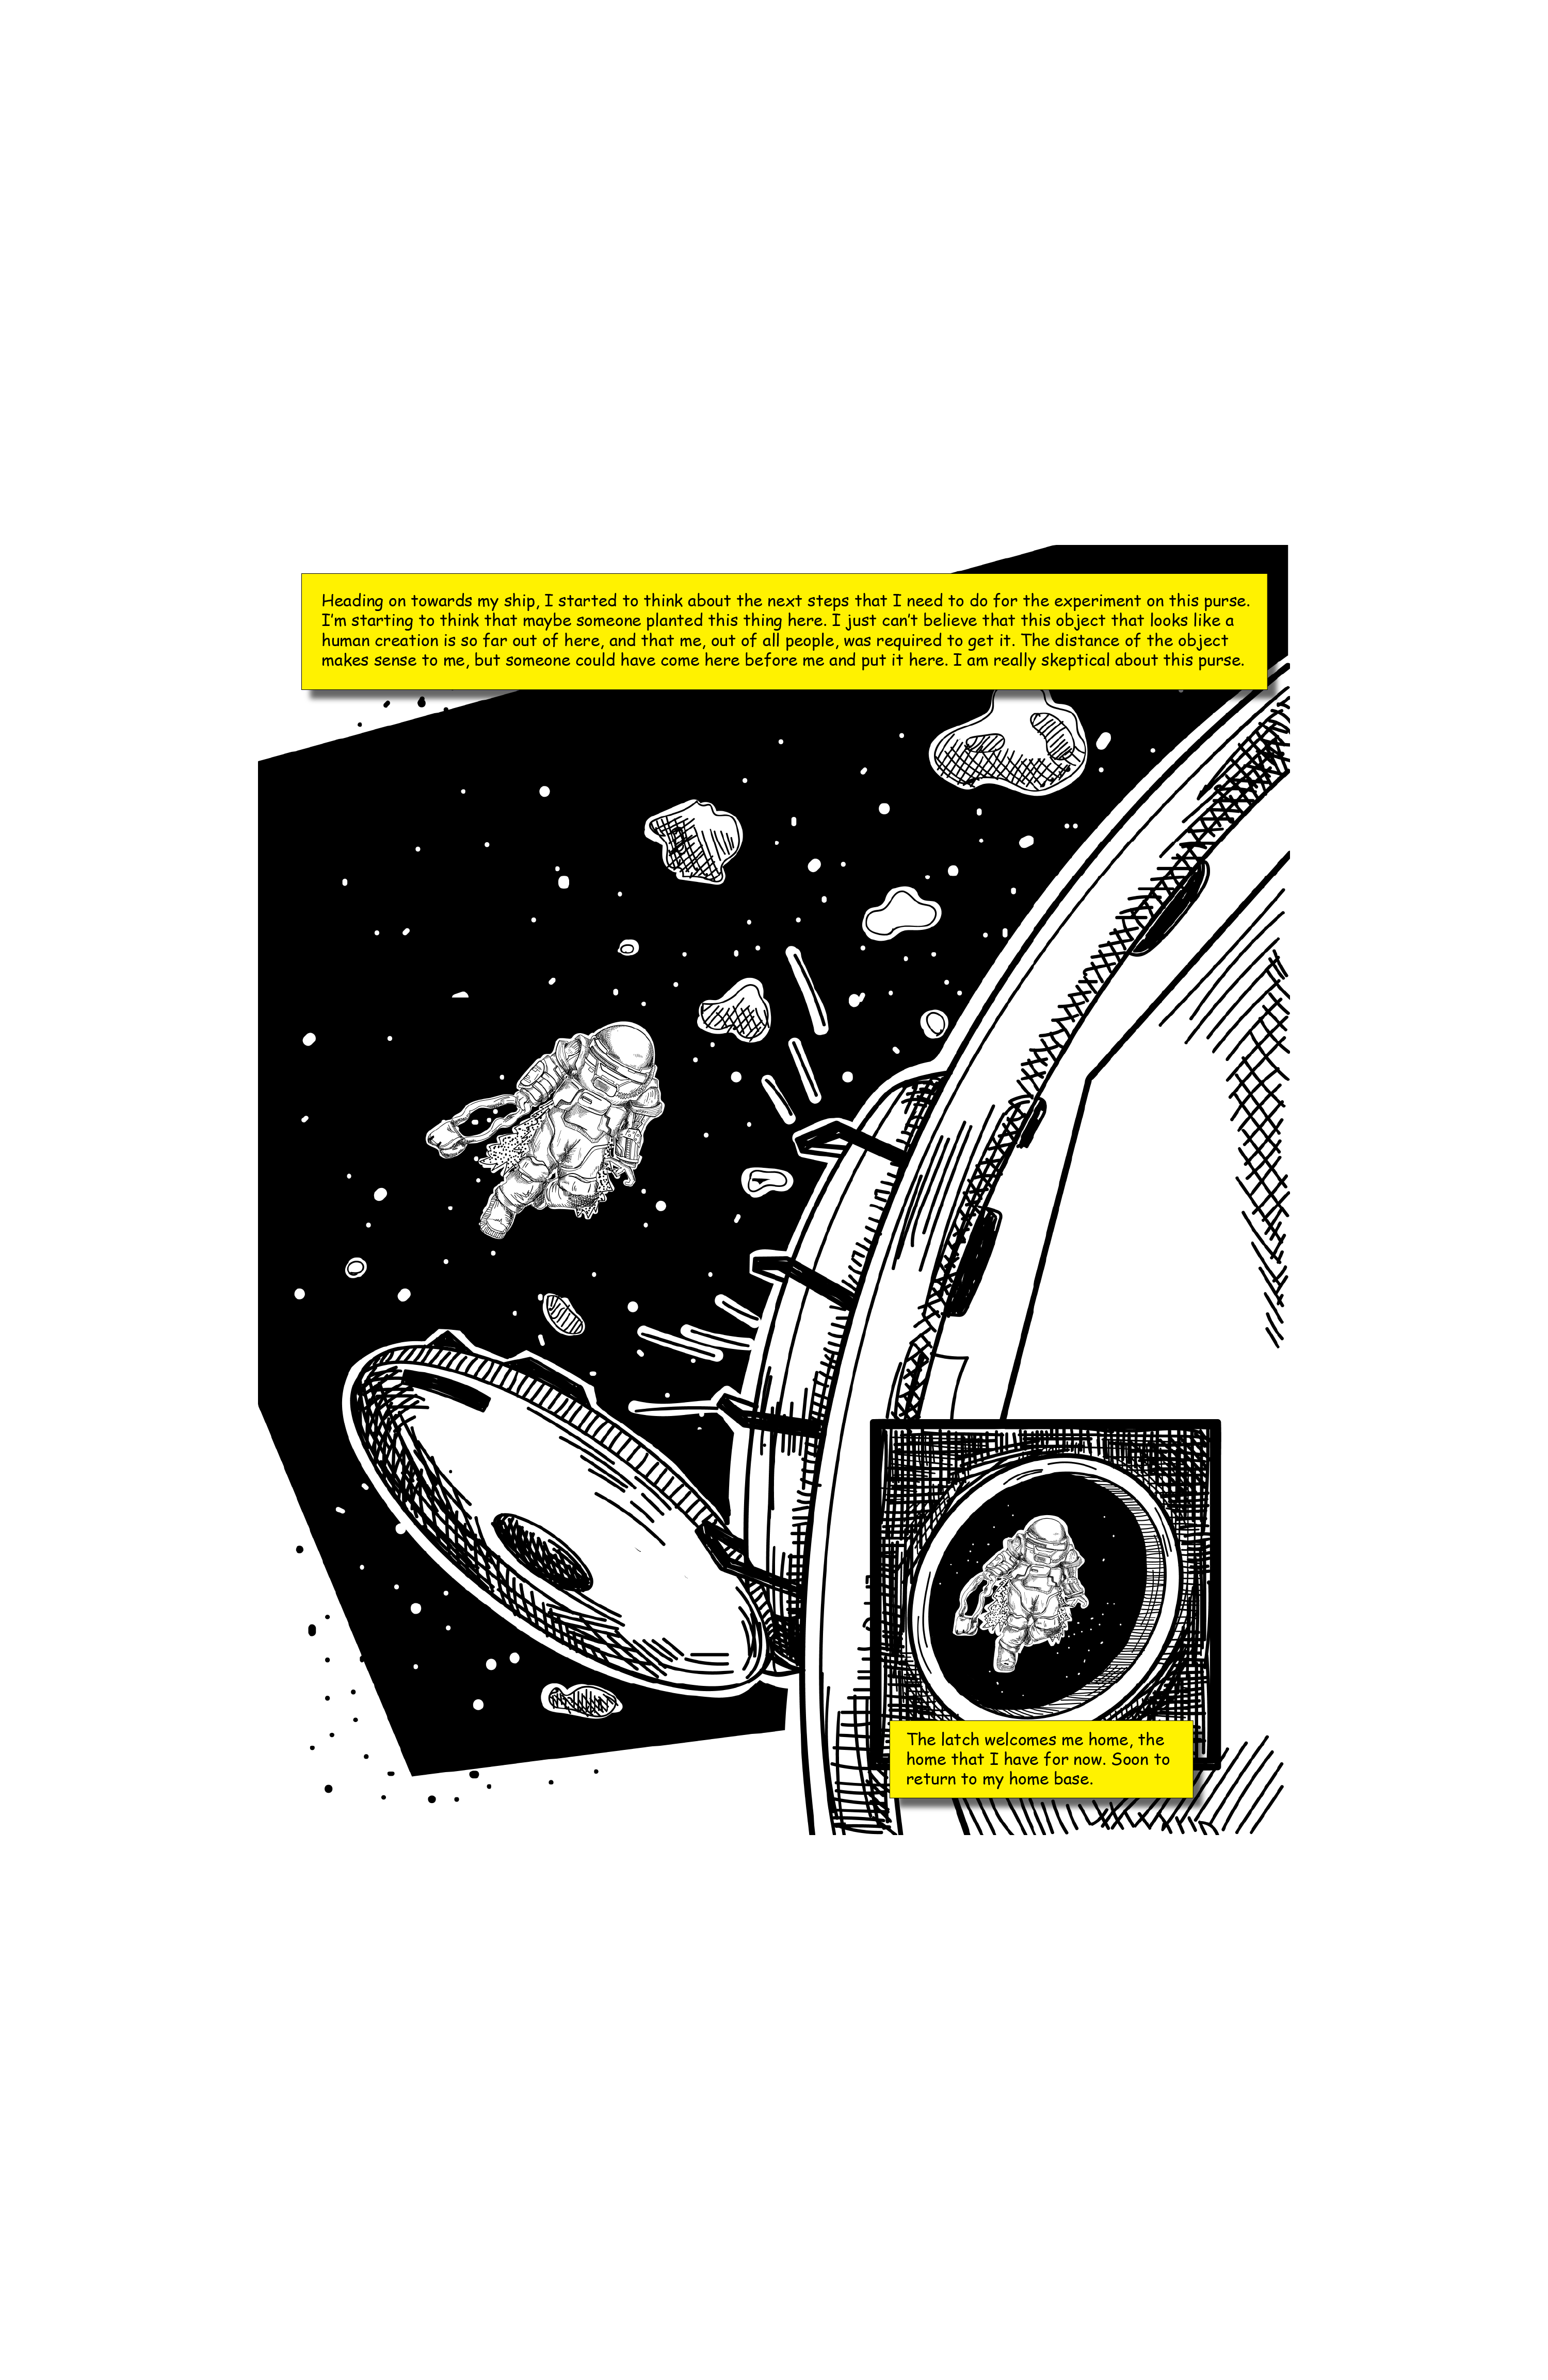 Heading on towards my ship, I started to think about the next steps that I need to do for the experiment on this purse.
I'm starting to think that maybe someone planted this thing here. I just can't believe that this object that looks like a
human creation is so far out of here, and that me, out of all people, was required to get it. The distance of the object
makes sense to me, but someone could have come here before me and put it here. I am really skeptical about this purse.
The latch welcomes me home, the
home that I have for now. Soon to
return to my home base.